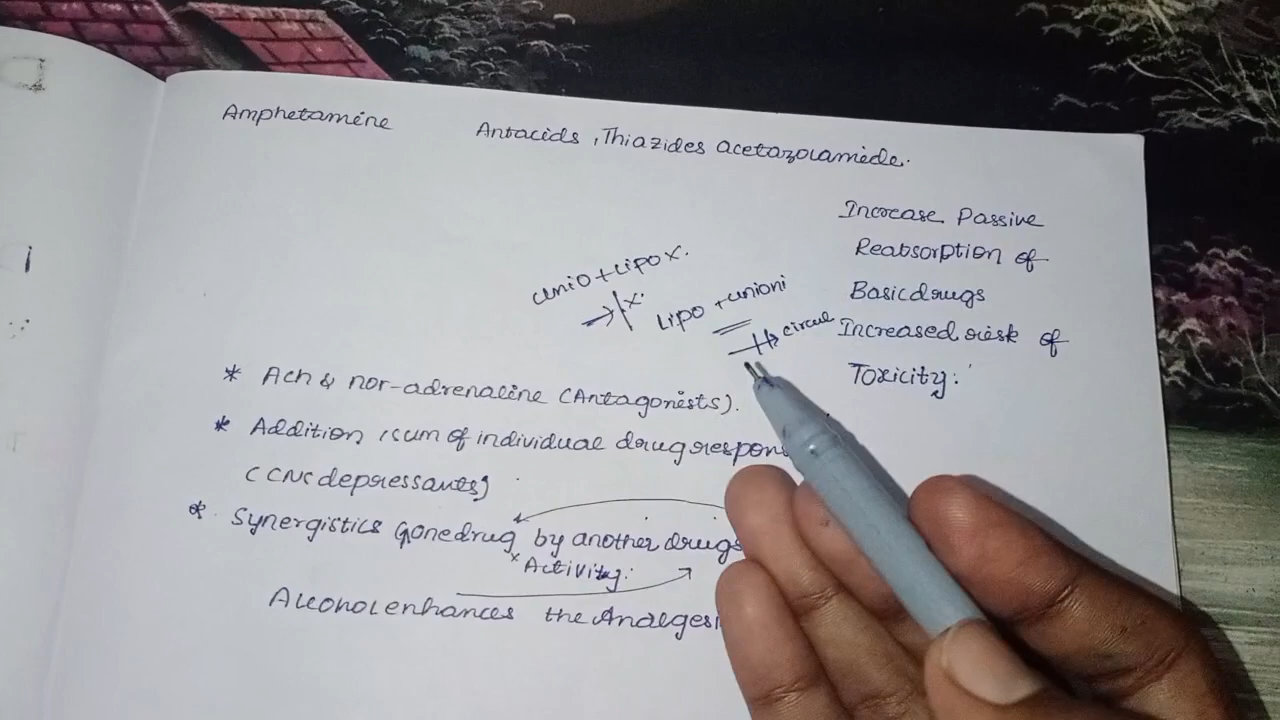 Amphetamine Antacids, Thiazides acetazolamide.
Increase Passive
Reabsorption of
Basic drugs
Increased risk of
Toxicity:
unio + Lipo x.
x.
Lipo + unioni
circul
* Ach & nor-adrenaline (Antagonists).
* Addition, sum of individual drug respon
(CNS depressants)
* Synergistics Gone drug by another drugs
x Activity:
Alcohol enhances the Analgesi